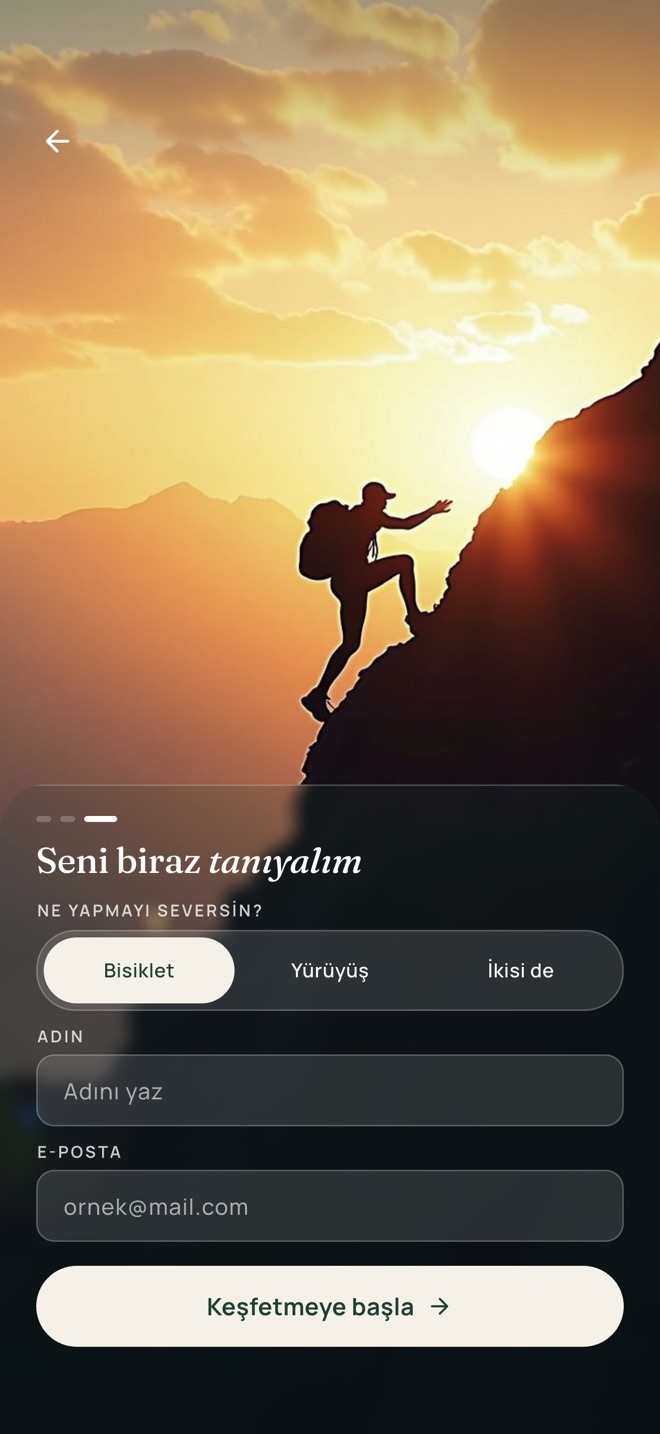 Seni biraz tanıyalım
NE YAPMAYI SEVERSİN?
Bisiklet Yürüyüş İkisi de
ADIN
Adını yaz
E-POSTA
ornek@mail.com
Keşfetmeye başla →